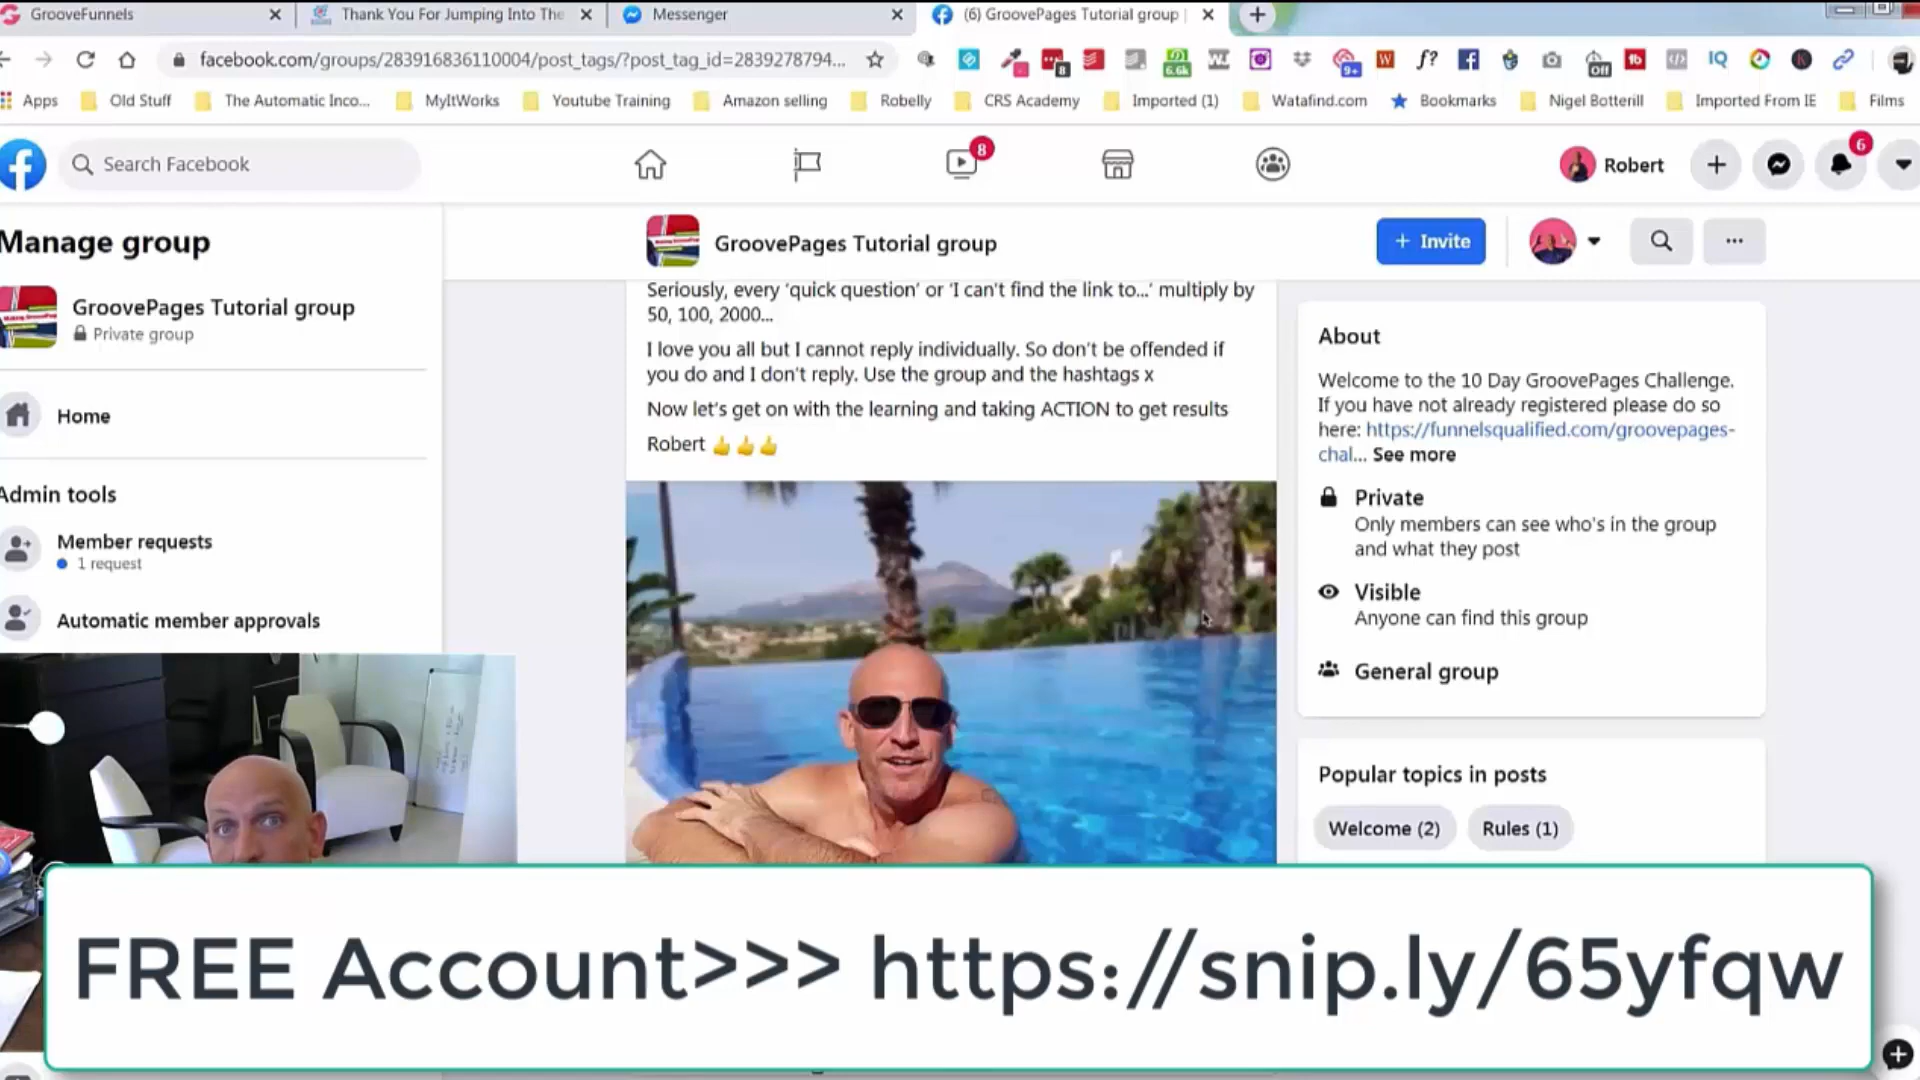 GrooveFunnels
Thank You For Jumping Into The
Messenger
(6) GroovePages Tutorial group
facebook.com/groups/283916836110004/post_tags/?post_tag_id=2839278794...
8
6.6k
9+
W
f?
Off
tb
IQ
Apps
Old Stuff
The Automatic Inco...
MyItWorks
Youtube Training
Amazon selling
Robelly
CRS Academy
Imported (1)
Watafind.com
Bookmarks
Nigel Botterill
Imported From IE
Films
Search Facebook
8
Robert
6
Manage group
GroovePages Tutorial group
Private group
Home
Admin tools
Member requests
1 request
Automatic member approvals
GroovePages Tutorial group
+ Invite
Seriously, every ‘quick question’ or ‘I can’t find the link to...’ multiply by
50, 100, 2000...
I love you all but I cannot reply individually. So don't be offended if
you do and I don't reply. Use the group and the hashtags x
Now let's get on with the learning and taking ACTION to get results
Robert 👍👍👍
About
Welcome to the 10 Day GroovePages Challenge.
If you have not already registered please do so
here: https://funnelsqualified.com/groovepages-
chal... See more
Private
Only members can see who's in the group
and what they post
Visible
Anyone can find this group
General group
Popular topics in posts
Welcome (2)
Rules (1)
FREE Account>>> https://snip.ly/65yfqw